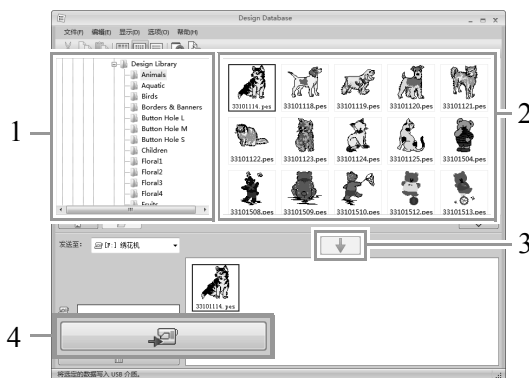 Design Database
文件(F) 编辑(E) 显示(D) 选项(O) 帮助(H)
Design Library
Animals
Aquatic
Birds
Borders & Banners
Button Hole L
Button Hole M
Button Hole S
Children
Floral1
Floral2
Floral3
Floral4
Fruits
33101114.pes 33101118.pes 33101119.pes 33101120.pes 33101121.pes
33101122.pes 33101123.pes 33101124.pes 33101125.pes 33101504.pes
33101508.pes 33101509.pes 33101510.pes 33101512.pes 33101513.pes
1
2
3
发送至: [P:] 绣花机
33101114.pes
4
将选定的数据写入 USB 介质。